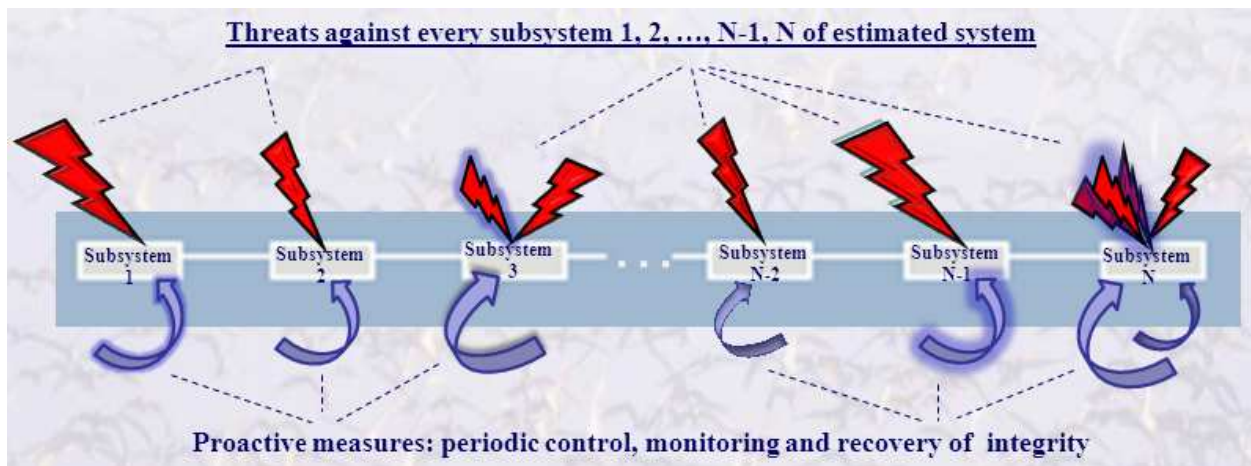 Threats against every subsystem 1, 2, …, N-1, N of estimated system
Subsystem
1
Subsystem
2
Subsystem
3
. . .
Subsystem
N-2
Subsystem
N-1
Subsystem
N
Proactive measures: periodic control, monitoring and recovery of integrity